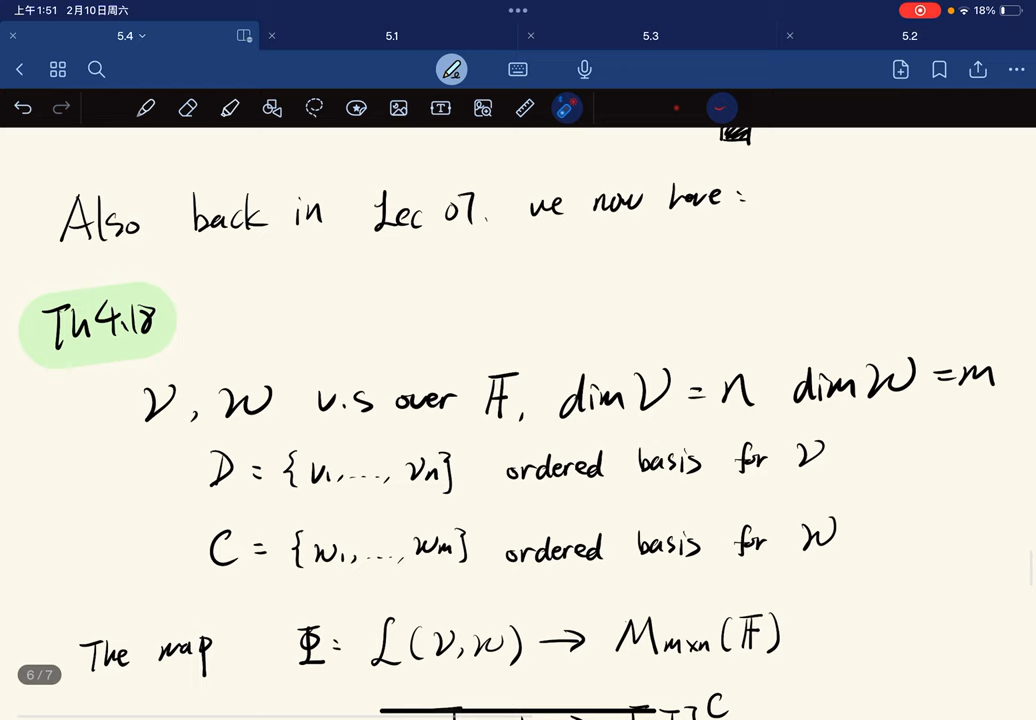 上午1:51 2月10日周六
18%
5.4
5.1
5.3
5.2
Also back in Lec 07. we now have:
Th 4.18
V, W v.s over 𝔽, dim V = n dim W = m
D = {v1, ..., vn} ordered basis for V
C = {w1, ..., wm} ordered basis for W
The map Φ: L(V, W) → Mm×n(𝔽)
6/7
C